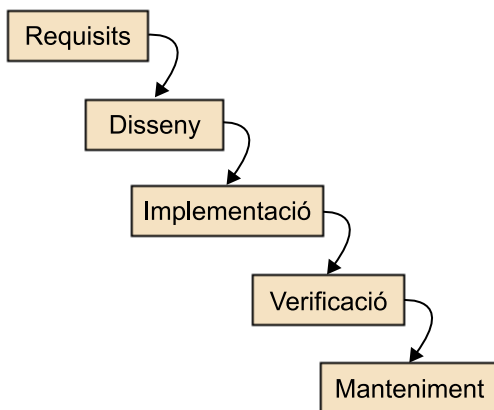 Requisits
Disseny
Implementació
Verificació
Manteniment